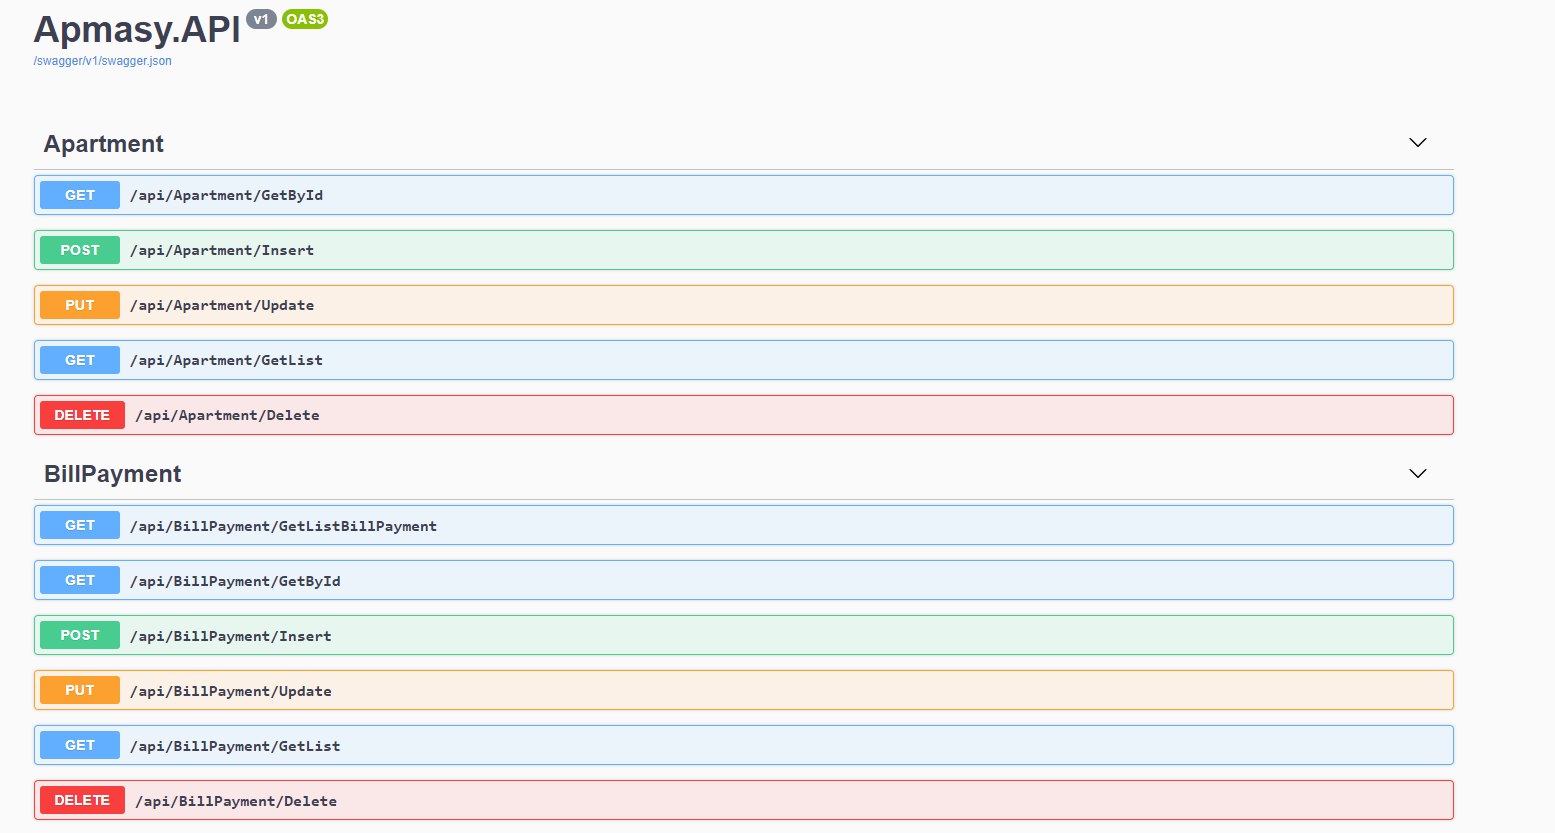 Apmasy.API v1 OAS3
/swagger/v1/swagger.json
Apartment
GET /api/Apartment/GetById
POST /api/Apartment/Insert
PUT /api/Apartment/Update
GET /api/Apartment/GetList
DELETE /api/Apartment/Delete
BillPayment
GET /api/BillPayment/GetListBillPayment
GET /api/BillPayment/GetById
POST /api/BillPayment/Insert
PUT /api/BillPayment/Update
GET /api/BillPayment/GetList
DELETE /api/BillPayment/Delete